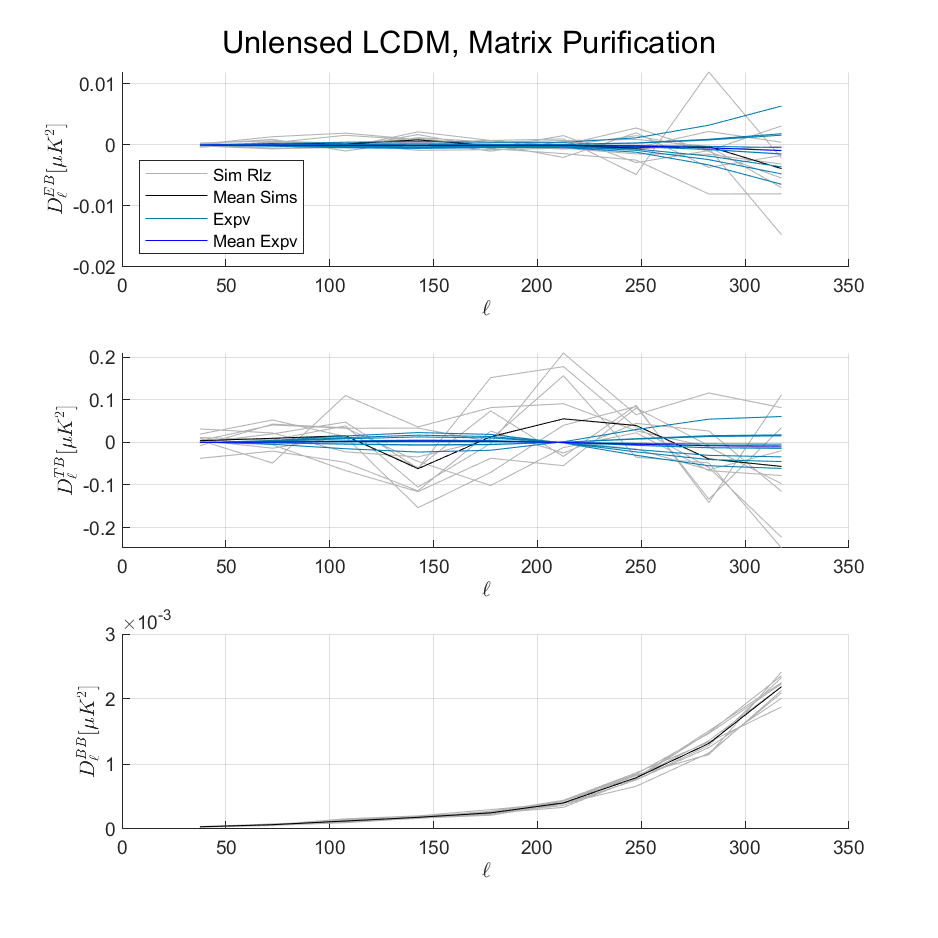 Unlensed LCDM, Matrix Purification
0.01
0
-0.01
-0.02
D_ℓ^{EB}[μK^2]
Sim Rlz
Mean Sims
Expv
Mean Expv
0 50 100 150 200 250 300 350
ℓ
0.2
0.1
0
-0.1
-0.2
D_ℓ^{TB}[μK^2]
0 50 100 150 200 250 300 350
ℓ
×10^{-3}
3
2
1
0
D_ℓ^{BB}[μK^2]
0 50 100 150 200 250 300 350
ℓ